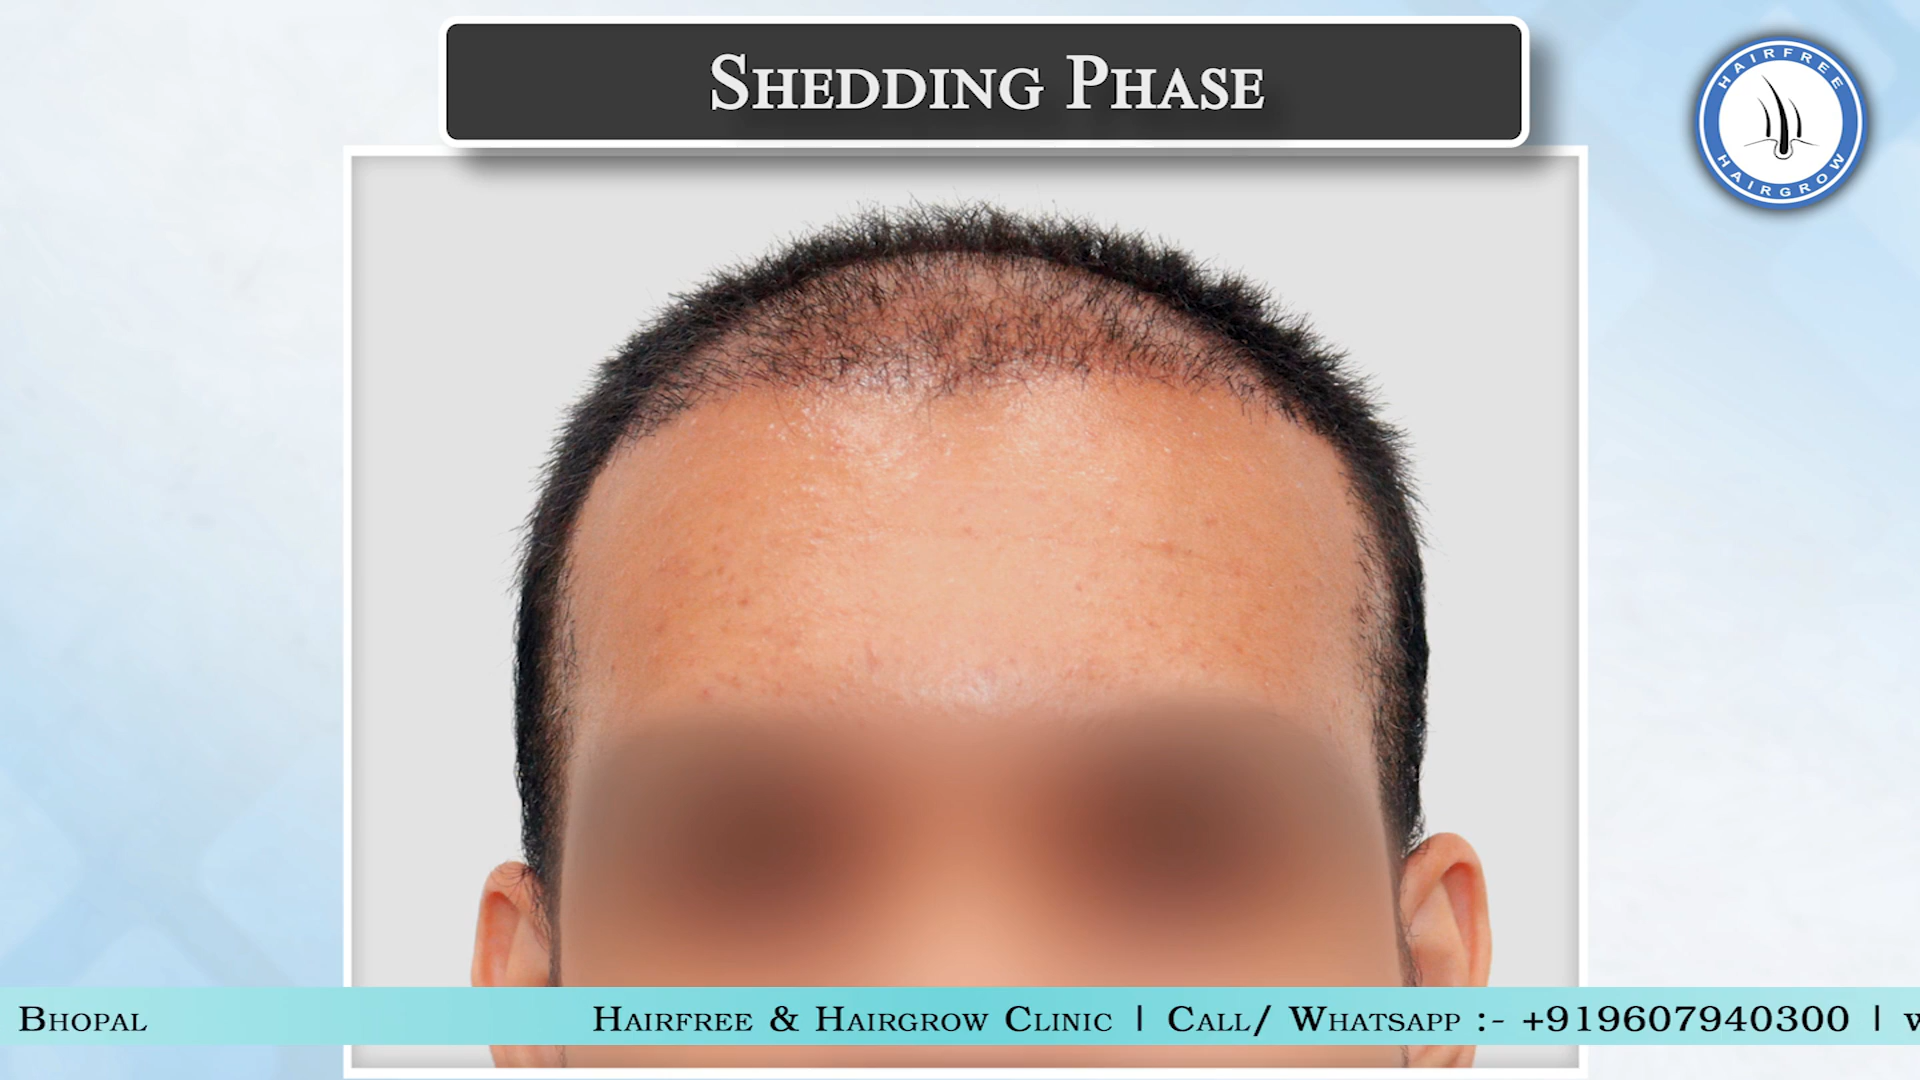 SHEDDING PHASE
HAIRFREE
HAIRGROW
BHOPAL
HAIRFREE & HAIRGROW CLINIC | CALL/ WHATSAPP :- +919607940300 |